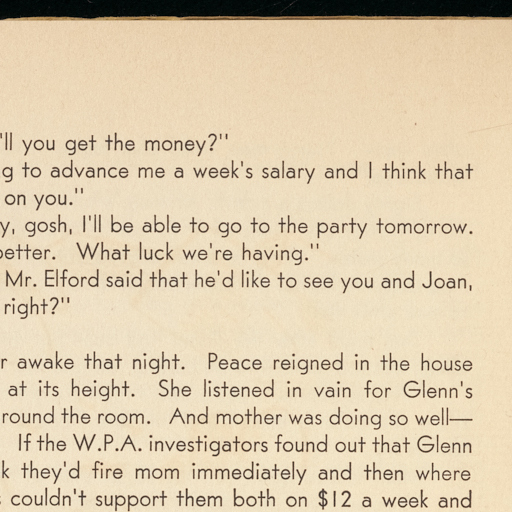 'll you get the money?"
g to advance me a week's salary and I think that
on you."
y, gosh, I'll be able to go to the party tomorrow.
better. What luck we're having."
Mr. Elford said that he'd like to see you and Joan,
right?"
r awake that night. Peace reigned in the house
at its height. She listened in vain for Glenn's
round the room. And mother was doing so well—
If the W.P.A. investigators found out that Glenn
k they'd fire mom immediately and then where
couldn't support them both on $12 a week and